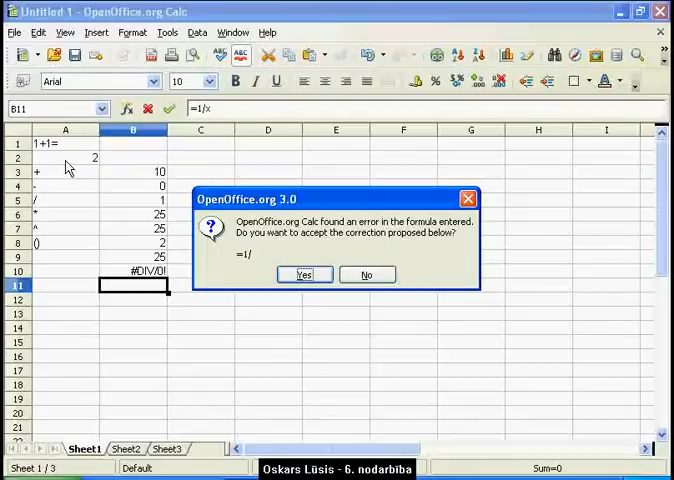 Untitled 1 - OpenOffice.org Calc
File Edit View Insert Format Tools Data Window Help
ABC ABC
Arial 10 B I U % A
B11 fx =1/x
A B C D E F G H I
1 1+1=
2 2
3 + 10
4 - 0
5 / 1
6 * 25
7 ^ 25
8 () 2
9 25
10 #DIV/0!
11
12
13
14
15
16
17
18
19
20
21
OpenOffice.org 3.0
OpenOffice.org Calc found an error in the formula entered.
Do you want to accept the correction proposed below?
=1/
Yes No
Sheet1 Sheet2 Sheet3
Sheet 1 / 3 Default Sum=0
Oskars Lūsis - 6. nodarbība